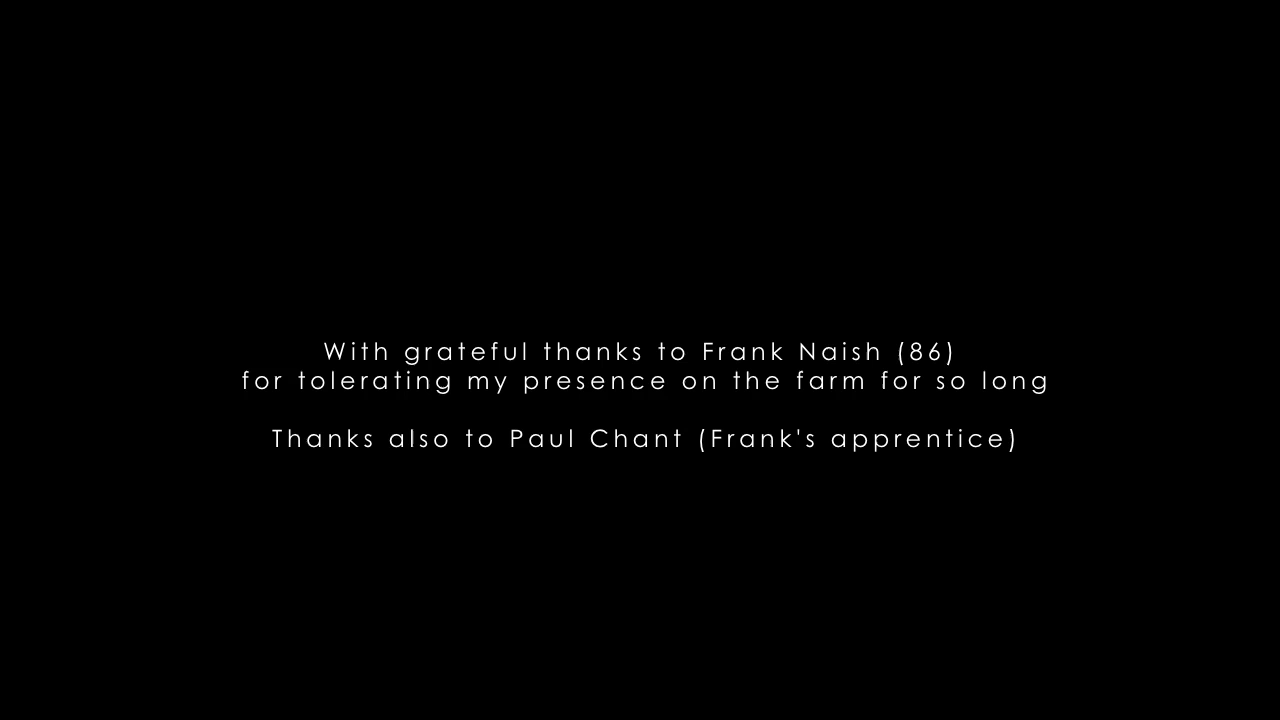 With grateful thanks to Frank Naish (86)
for tolerating my presence on the farm for so long
Thanks also to Paul Chant (Frank's apprentice)